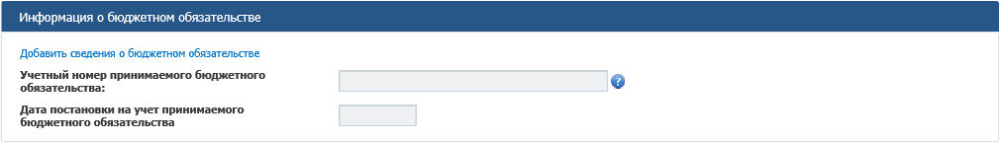 Информация о бюджетном обязательстве
Добавить сведения о бюджетном обязательстве
Учетный номер принимаемого бюджетного
обязательства:
?
Дата постановки на учет принимаемого
бюджетного обязательства